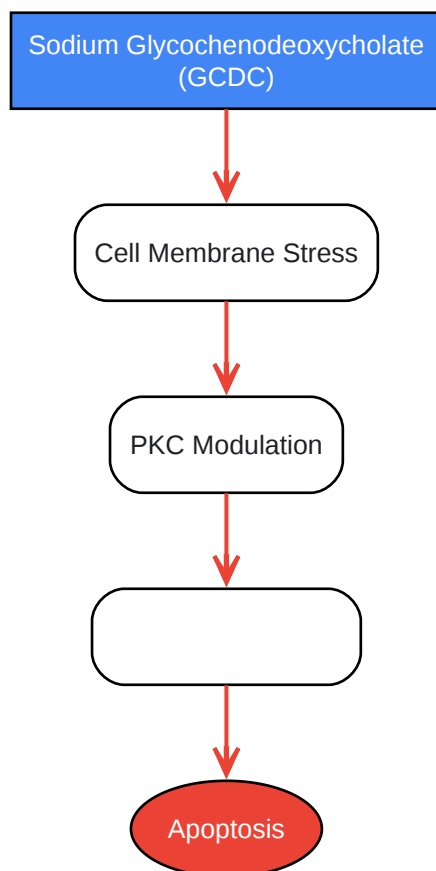 Sodium Glycochenodeoxycholate
(GCDC)
Cell Membrane Stress
PKC Modulation
Apoptosis